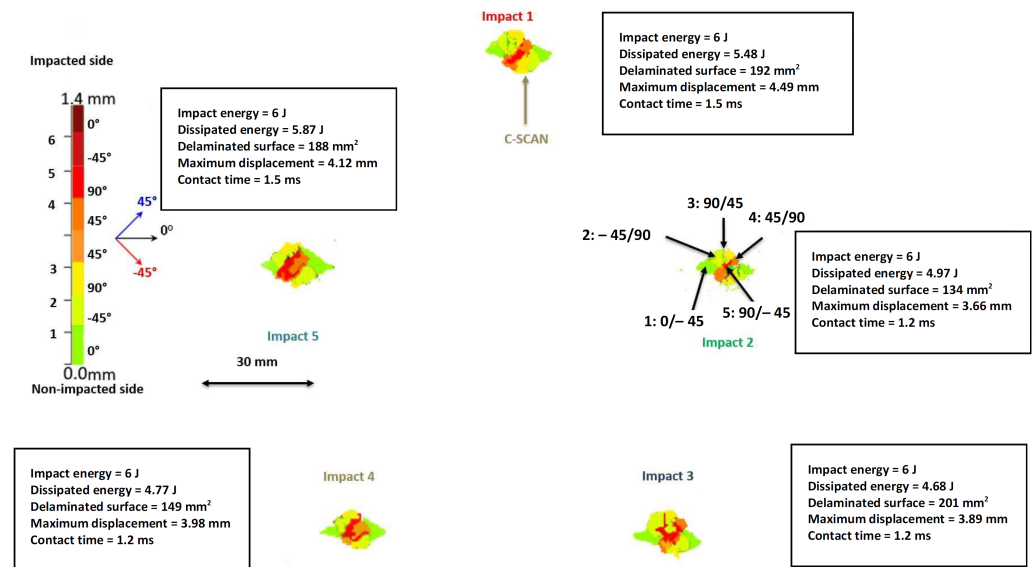 Impact 1
Impact energy = 6 J
Dissipated energy = 5.48 J
Delaminated surface = 192 mm²
Maximum displacement = 4.49 mm
Contact time = 1.5 ms
C-SCAN
Impacted side
1.4 mm
0°
6
-45°
5
90°
4
45°
45°
3
90°
2
-45°
1
0°
0.0mm
Non-impacted side
45°
0°
-45°
Impact energy = 6 J
Dissipated energy = 5.87 J
Delaminated surface = 188 mm²
Maximum displacement = 4.12 mm
Contact time = 1.5 ms
Impact 5
30 mm
3: 90/45
4: 45/90
2: – 45/90
1: 0/– 45
5: 90/– 45
Impact 2
Impact energy = 6 J
Dissipated energy = 4.97 J
Delaminated surface = 134 mm²
Maximum displacement = 3.66 mm
Contact time = 1.2 ms
Impact energy = 6 J
Dissipated energy = 4.77 J
Delaminated surface = 149 mm²
Maximum displacement = 3.98 mm
Contact time = 1.2 ms
Impact 4
Impact 3
Impact energy = 6 J
Dissipated energy = 4.68 J
Delaminated surface = 201 mm²
Maximum displacement = 3.89 mm
Contact time = 1.2 ms